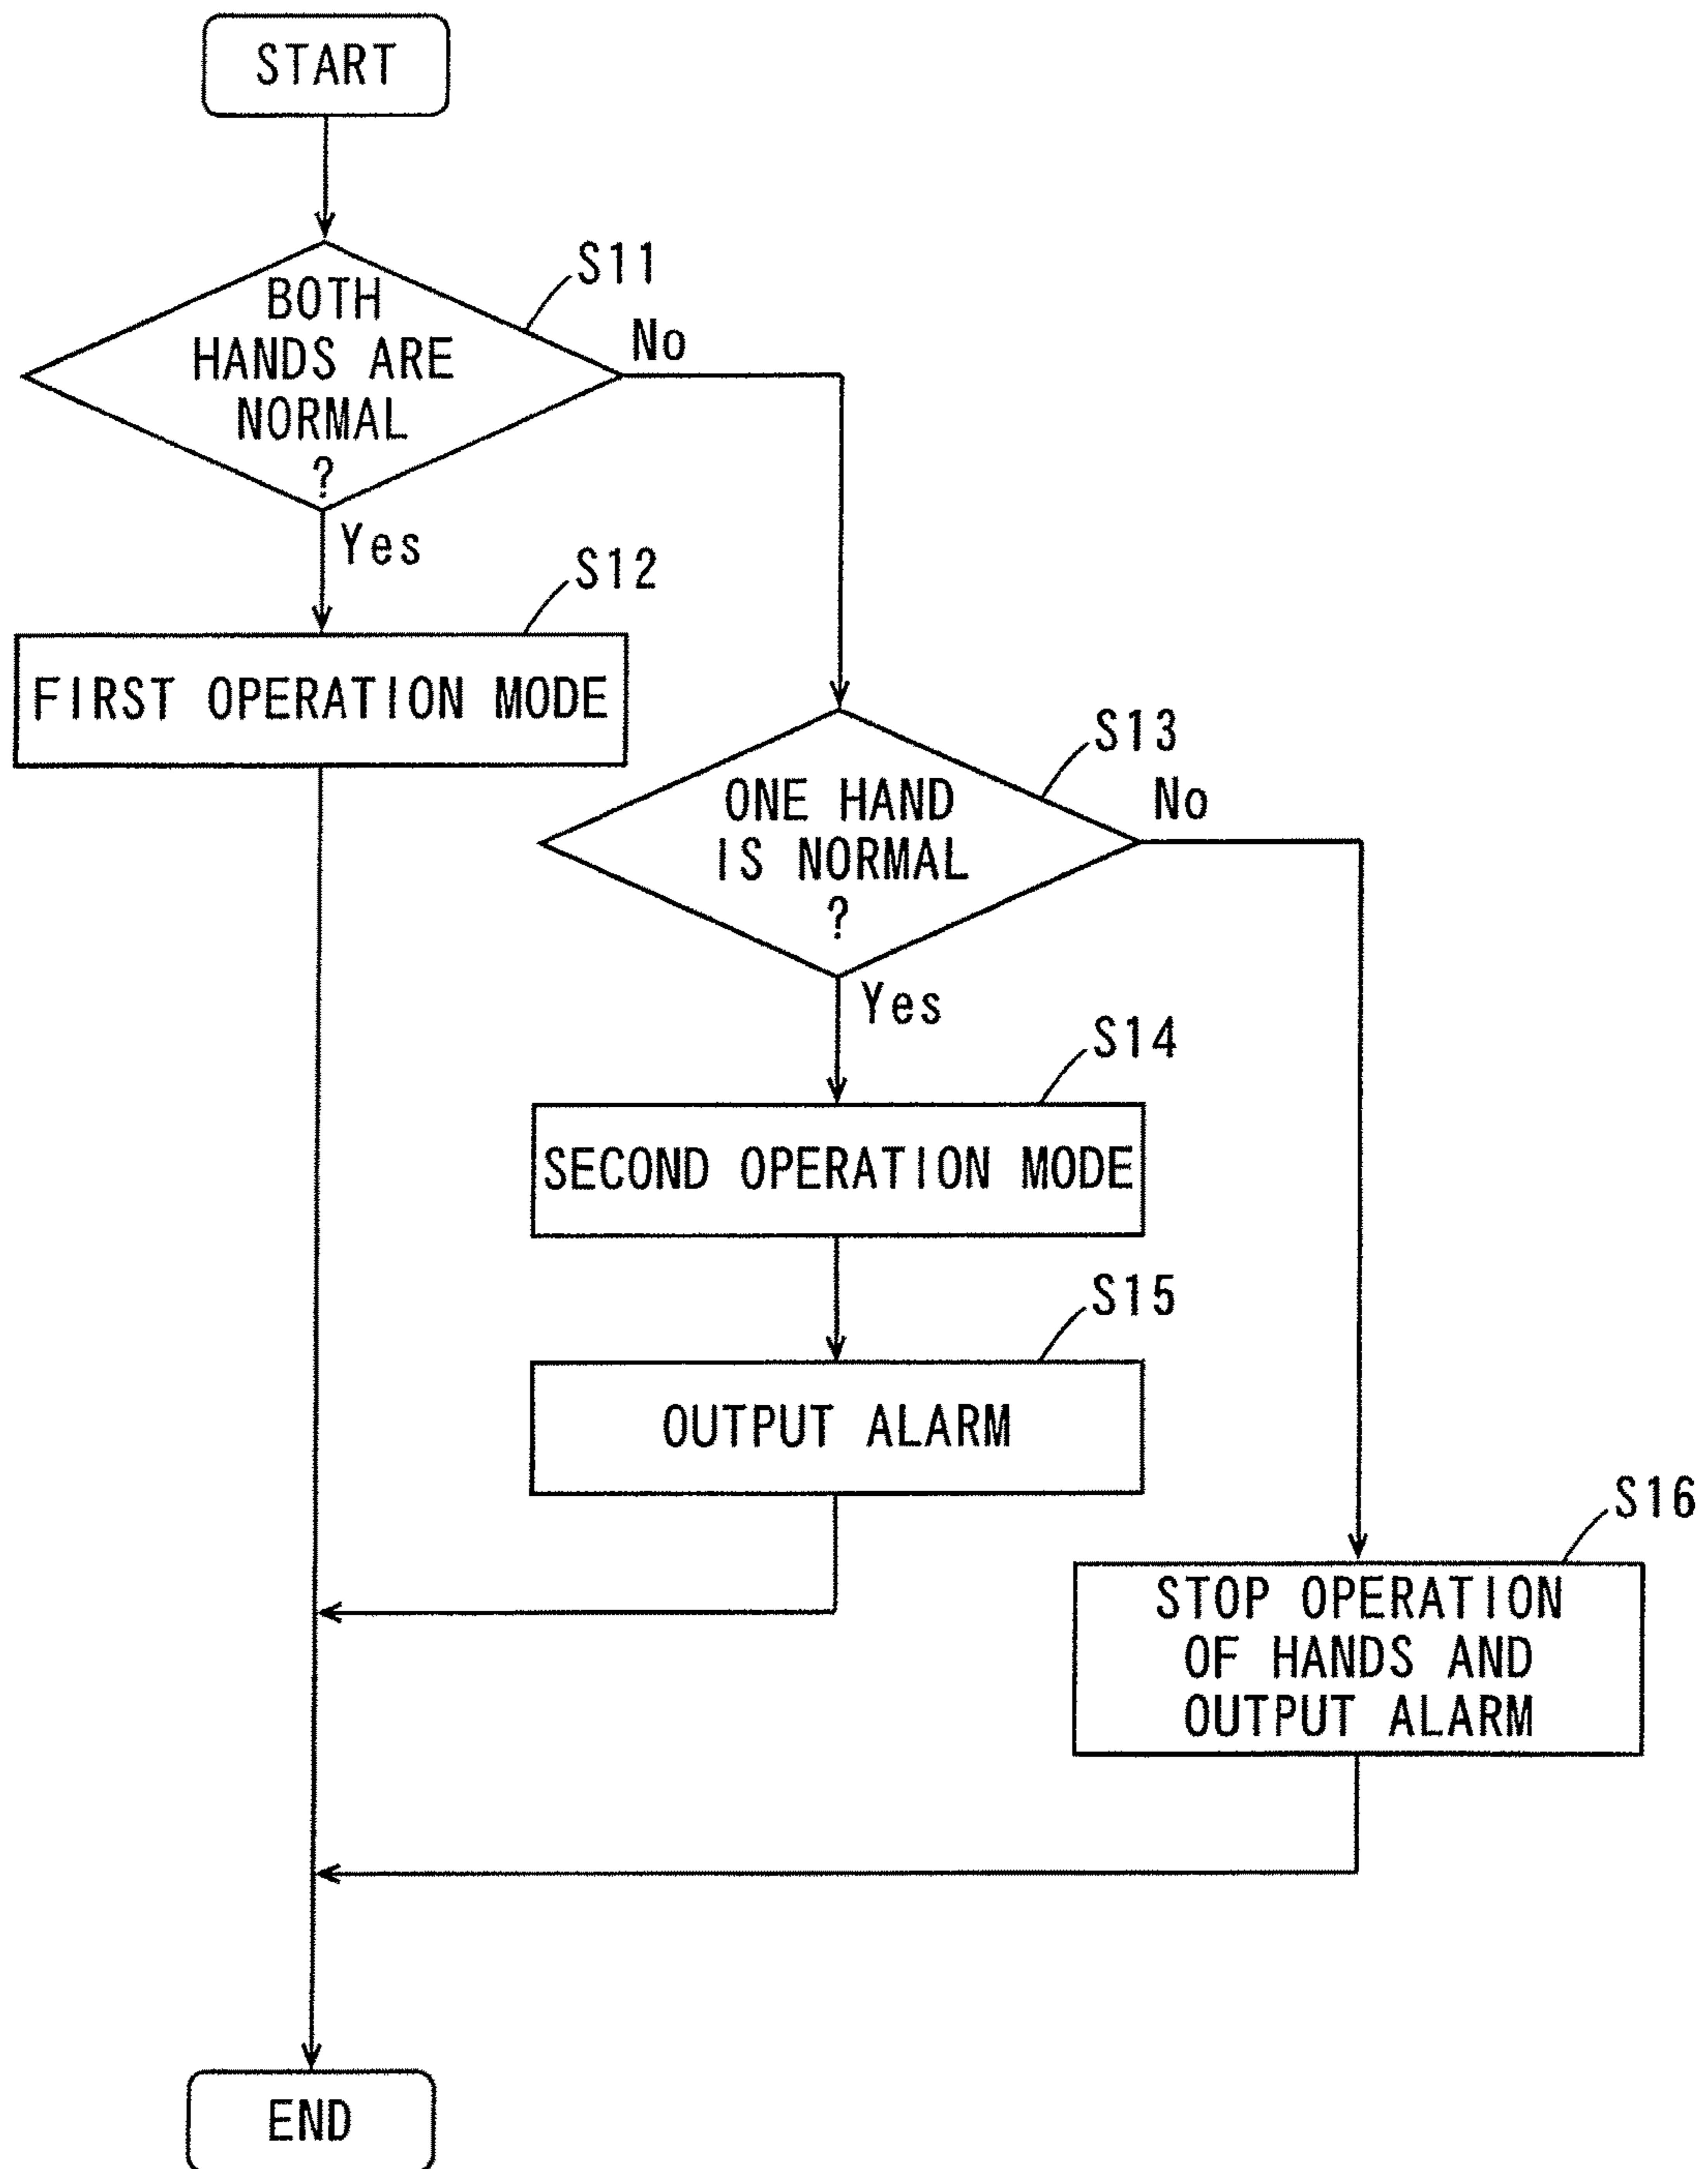 START
S11
BOTH
HANDS ARE
NORMAL
?
No
Yes
S12
FIRST OPERATION MODE
S13
ONE HAND
IS NORMAL
?
No
Yes
S14
SECOND OPERATION MODE
S15
OUTPUT ALARM
S16
STOP OPERATION
OF HANDS AND
OUTPUT ALARM
END